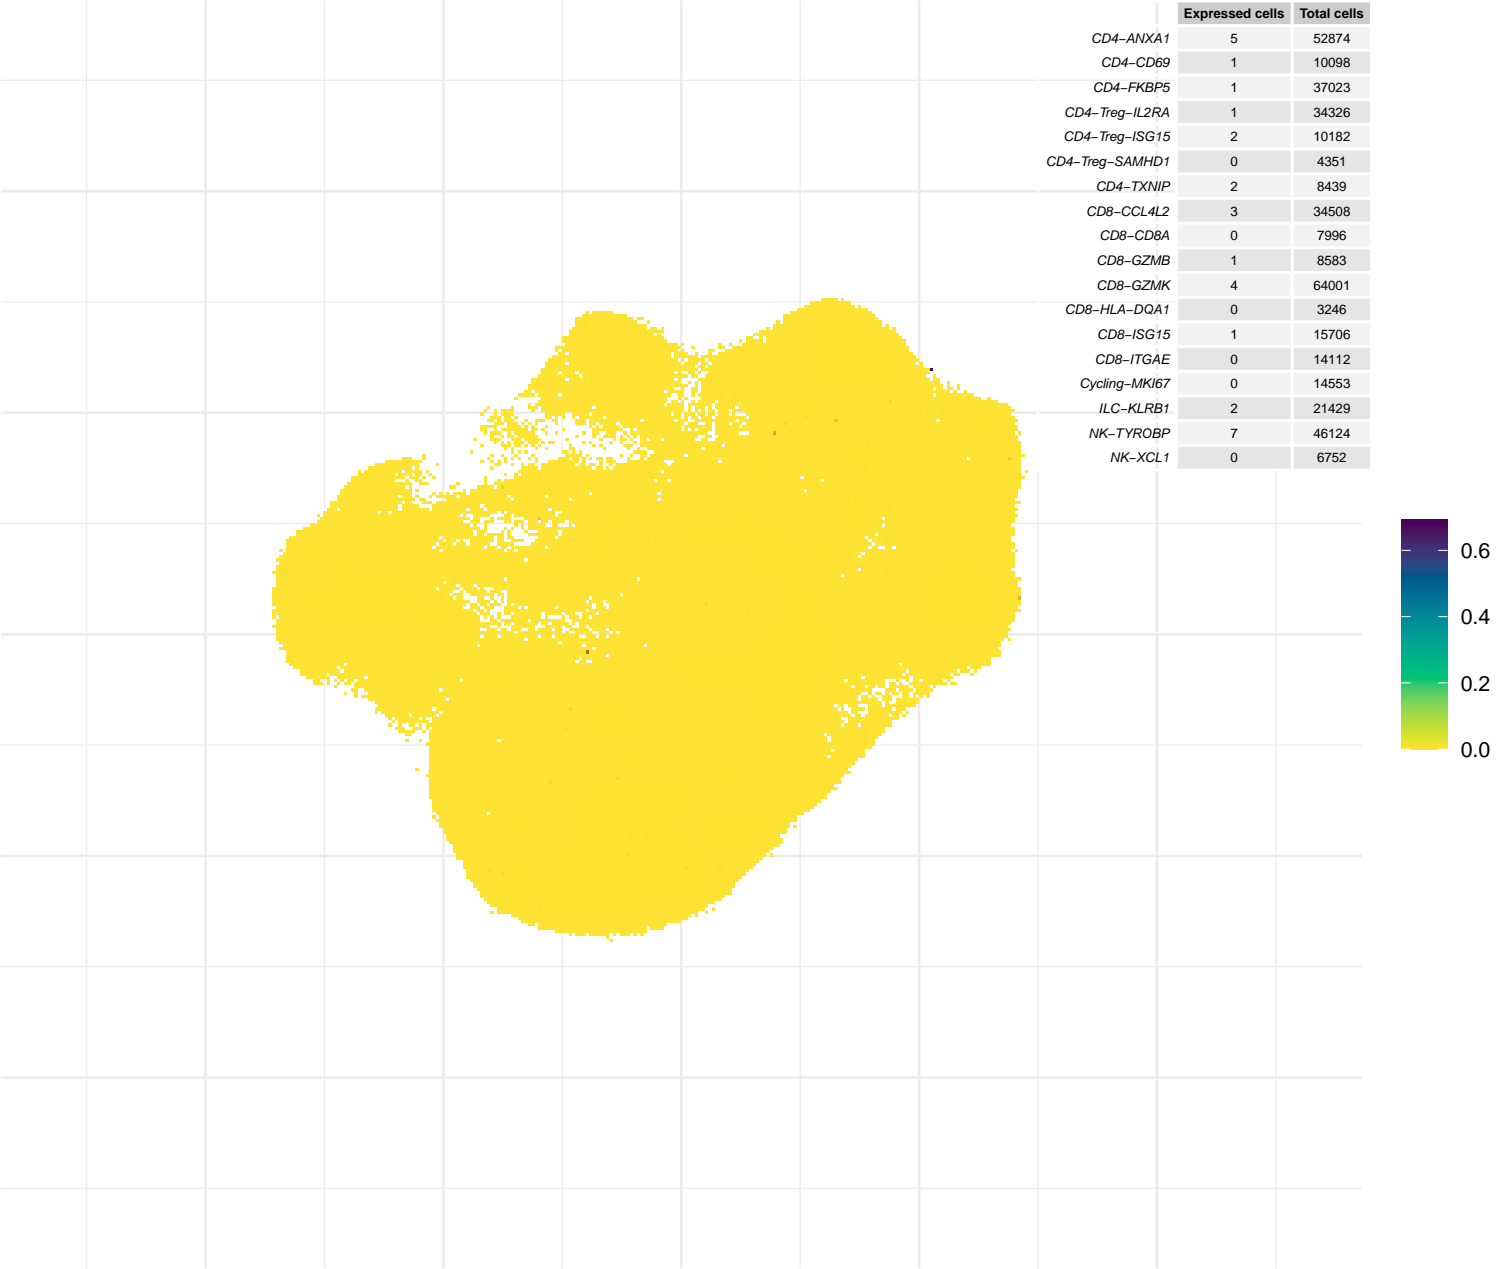 Expressed cells Total cells
CD4−ANXA1 5 52874
CD4−CD69 1 10098
CD4−FKBP5 1 37023
CD4−Treg−IL2RA 1 34326
CD4−Treg−ISG15 2 10182
CD4−Treg−SAMHD1 0 4351
CD4−TXNIP 2 8439
CD8−CCL4L2 3 34508
CD8−CD8A 0 7996
CD8−GZMB 1 8583
CD8−GZMK 4 64001
CD8−HLA−DQA1 0 3246
CD8−ISG15 1 15706
CD8−ITGAE 0 14112
Cycling−MKI67 0 14553
ILC−KLRB1 2 21429
NK−TYROBP 7 46124
NK−XCL1 0 6752
0.6
0.4
0.2
0.0